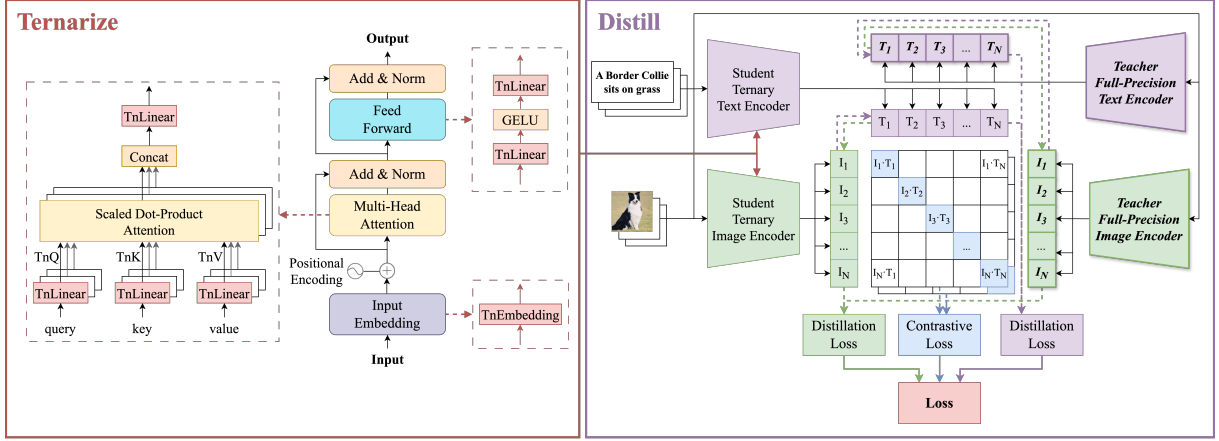 Ternarize
Output
Add & Norm
Feed
Forward
Add & Norm
Multi-Head
Attention
Positional
Encoding
Input
Embedding
Input
TnLinear
GELU
TnLinear
TnEmbedding
TnLinear
Concat
Scaled Dot-Product
Attention
TnQ
TnK
TnV
TnLinear
TnLinear
TnLinear
query
key
value
Distill
A Border Collie
sits on grass
Student
Ternary
Text Encoder
T1 T2 T3 ... TN
Teacher
Full-Precision
Text Encoder
T1 T2 T3 ... TN
Student
Ternary
Image Encoder
I1
I2
I3
...
IN
I1·T1
I1·TN
I2·T2
I3·T3
...
IN·T1
IN·TN
I1
I2
I3
...
IN
Teacher
Full-Precision
Image Encoder
Distillation
Loss
Contrastive
Loss
Distillation
Loss
Loss